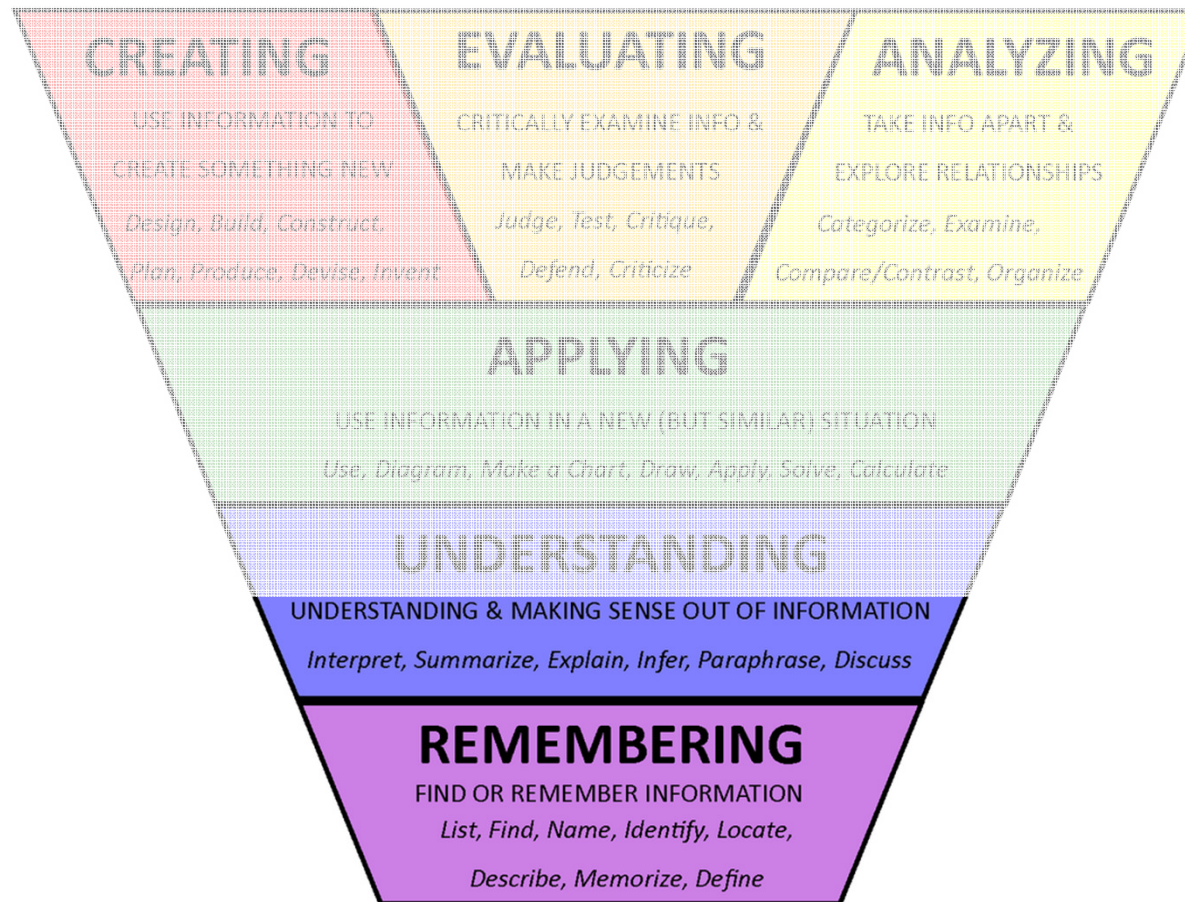 CREATING
USE INFORMATION TO
CREATE SOMETHING NEW
Design, Build, Construct,
Plan, Produce, Devise, Invent
EVALUATING
CRITICALLY EXAMINE INFO &
MAKE JUDGEMENTS
Judge, Test, Critique,
Defend, Criticize
ANALYZING
TAKE INFO APART &
EXPLORE RELATIONSHIPS
Categorize, Examine,
Compare/Contrast, Organize
APPLYING
USE INFORMATION IN A NEW (BUT SIMILAR) SITUATION
Use, Diagram, Make a Chart, Draw, Apply, Solve, Calculate
UNDERSTANDING
UNDERSTANDING & MAKING SENSE OUT OF INFORMATION
Interpret, Summarize, Explain, Infer, Paraphrase, Discuss
REMEMBERING
FIND OR REMEMBER INFORMATION
List, Find, Name, Identify, Locate,
Describe, Memorize, Define